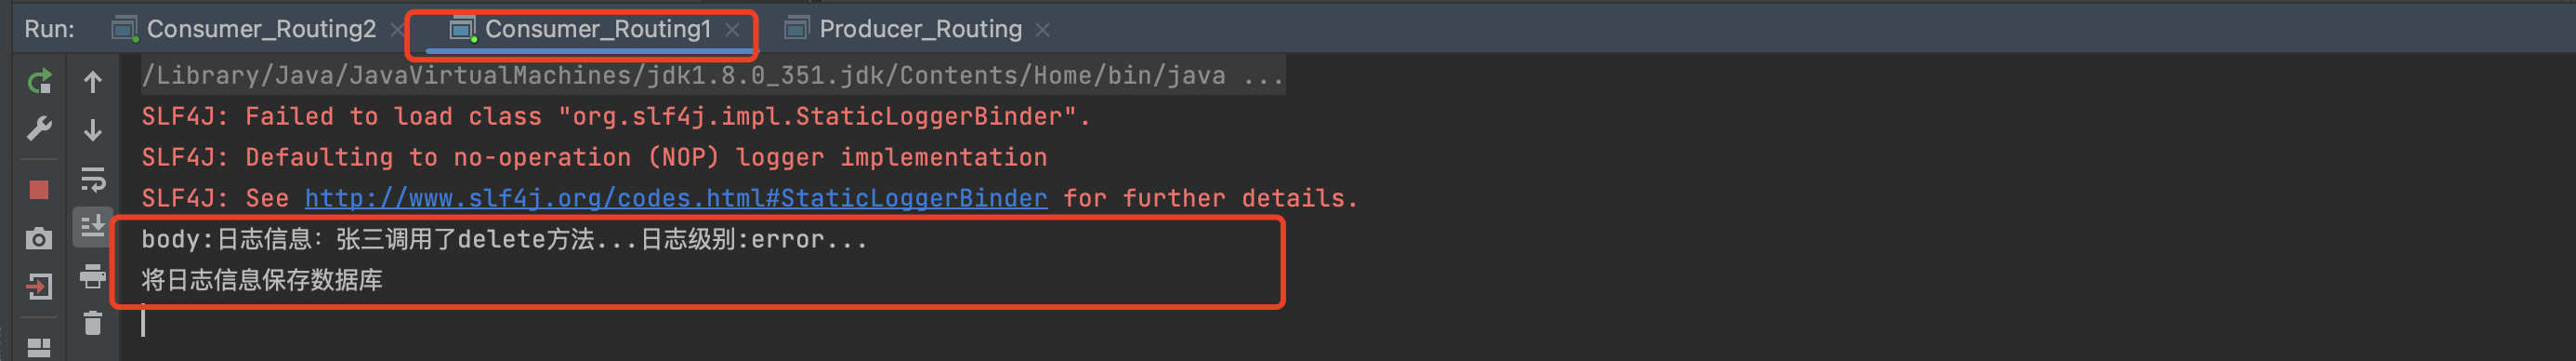 Run: Consumer_Routing2 Consumer_Routing1 Producer_Routing
/Library/Java/JavaVirtualMachines/jdk1.8.0_351.jdk/Contents/Home/bin/java ...
SLF4J: Failed to load class "org.slf4j.impl.StaticLoggerBinder".
SLF4J: Defaulting to no-operation (NOP) logger implementation
SLF4J: See http://www.slf4j.org/codes.html#StaticLoggerBinder for further details.
body:日志信息：张三调用了delete方法...日志级别:error...
将日志信息保存数据库